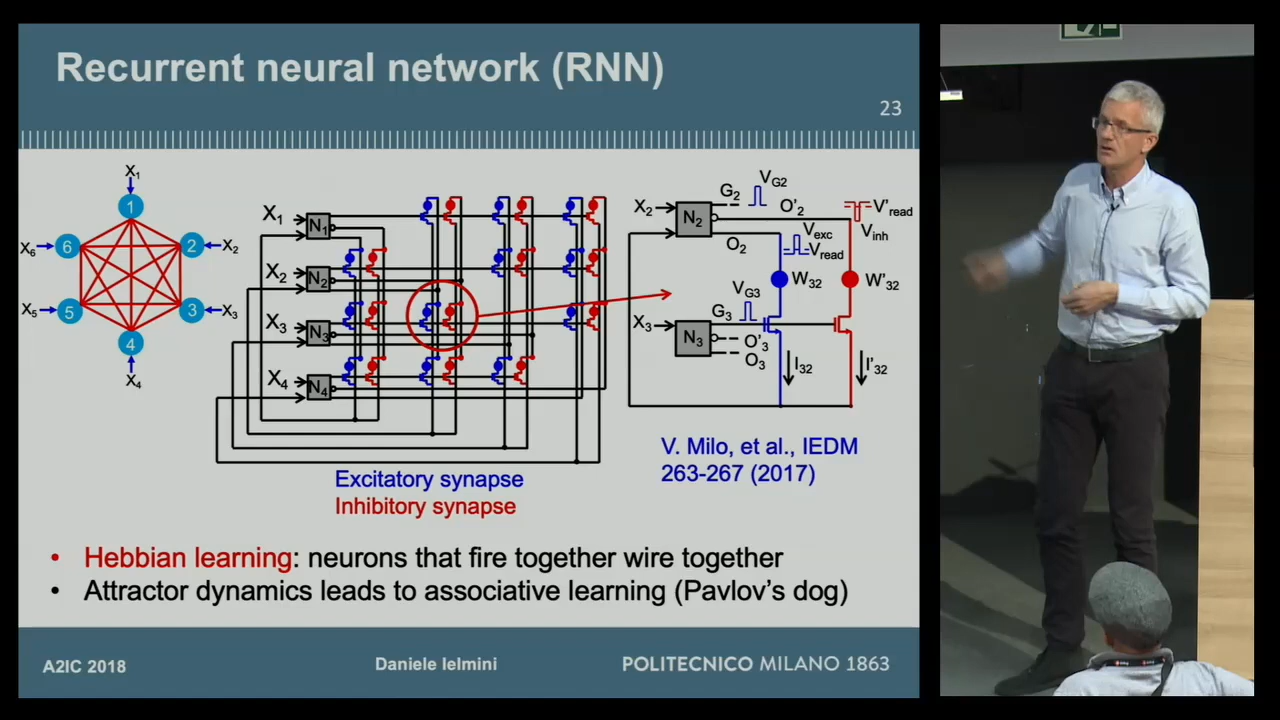 Recurrent neural network (RNN)
23
X1
1
X6
6
2
X2
X5
5
3
X3
4
X4
X1
N1
X2
N2
X3
N3
X4
N4
X2
N2
G2
VG2
O'2
V'read
Vinh
O2
Vexc
Vread
W32
W'32
VG3
G3
X3
N3
O'3
O3
I32
I'32
V. Milo, et al., IEDM
263-267 (2017)
Excitatory synapse
Inhibitory synapse
• Hebbian learning: neurons that fire together wire together
• Attractor dynamics leads to associative learning (Pavlov's dog)
A2IC 2018
Daniele Ielmini
POLITECNICO MILANO 1863